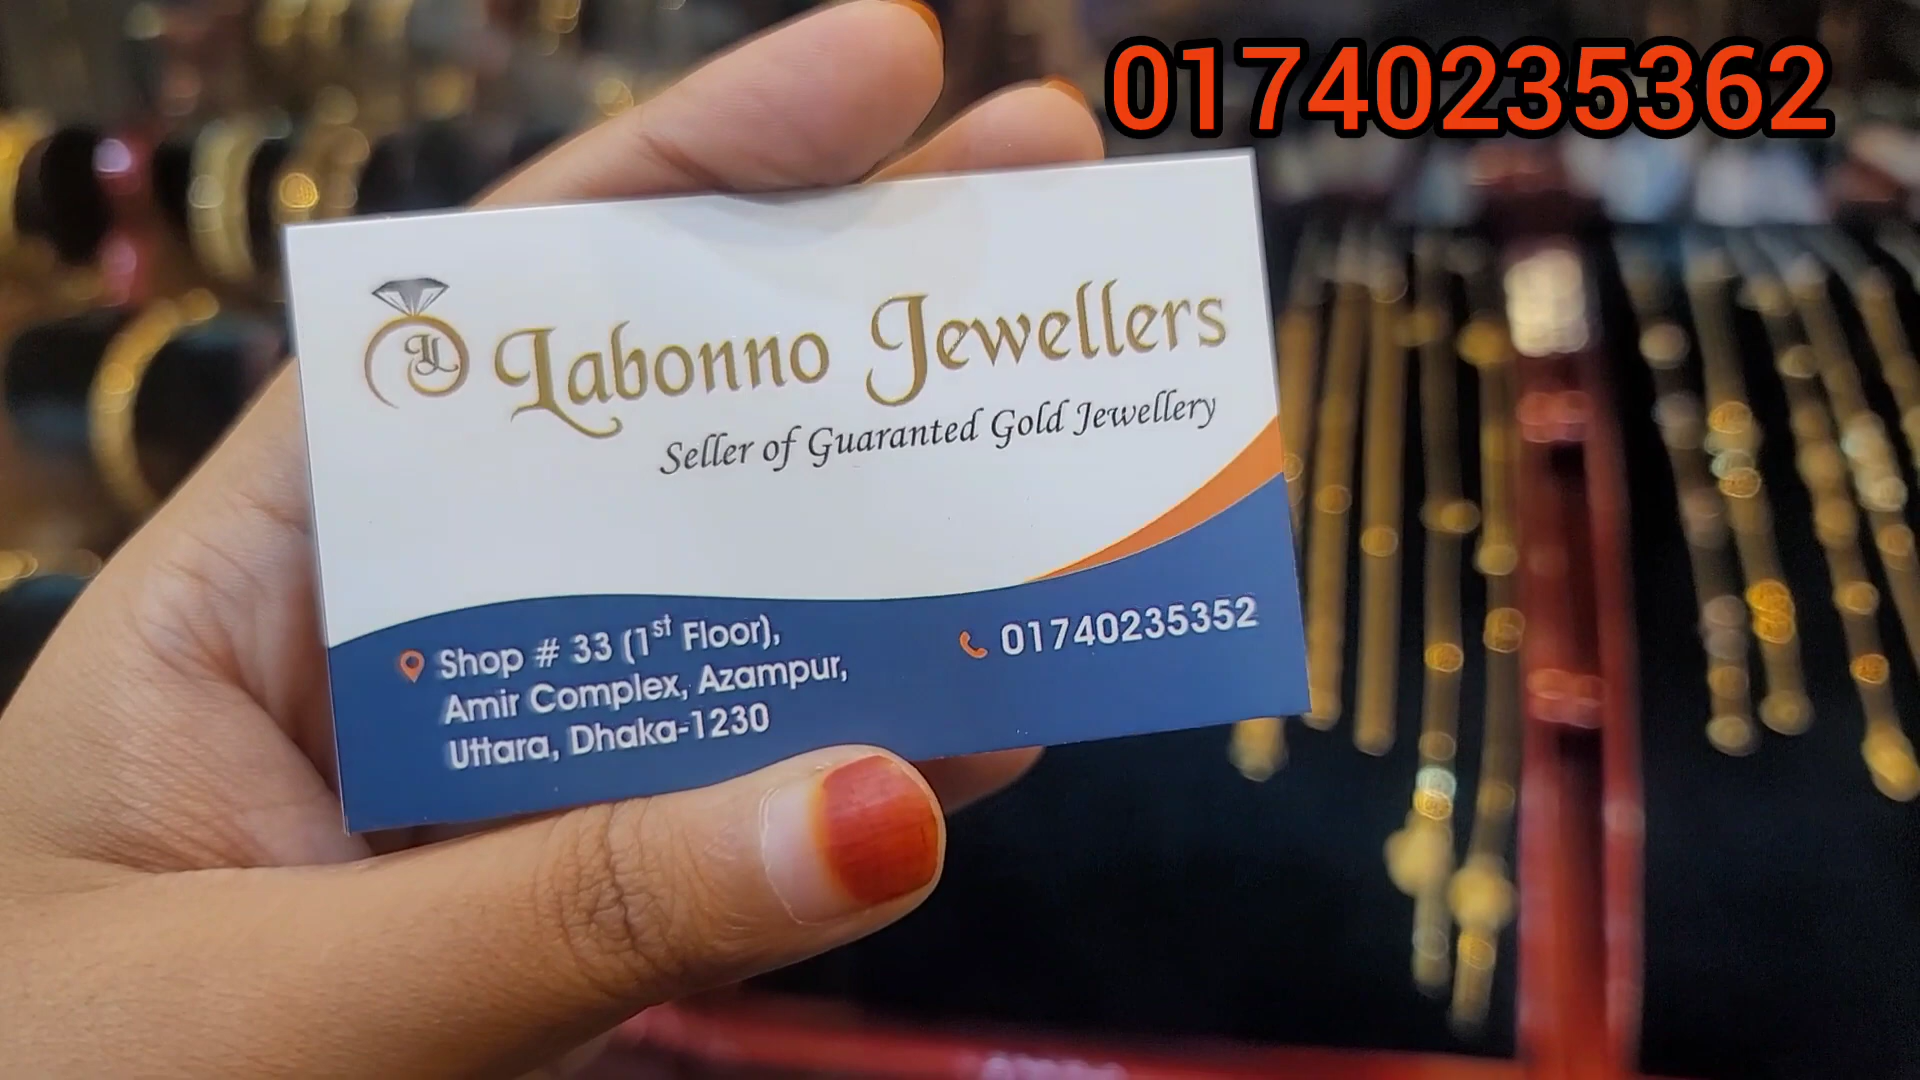 01740235362
LL
Labonno Jewellers
Seller of Guaranted Gold Jewellery
Shop # 33 (1st Floor),
Amir Complex, Azampur,
Uttara, Dhaka-1230
01740235352